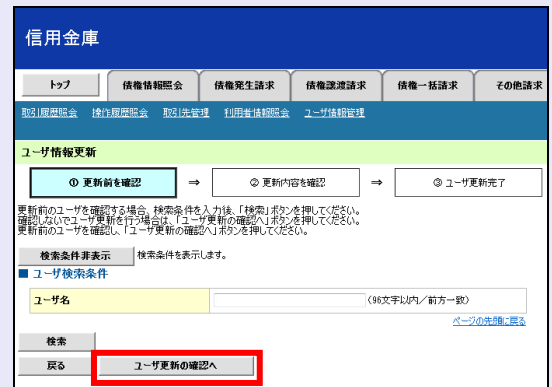 信用金庫
トップ 債権情報照会 債権発生請求 債権譲渡請求 債権一括請求 その他請求
取引履歴照会 操作履歴照会 取引先管理 利用者情報照会 ユーザ情報管理
ユーザ情報更新
① 更新前を確認 ⇒ ② 更新内容を確認 ⇒ ③ ユーザ更新完了
更新前のユーザを確認する場合、検索条件を入力後、「検索」ボタンを押してください。
確認しないでユーザ更新を行う場合は、「ユーザ更新の確認へ」ボタンを押してください。
更新前のユーザを確認し、「ユーザ更新の確認へ」ボタンを押してください。
検索条件非表示 検索条件を表示します。
■ ユーザ検索条件
ユーザ名 (96文字以内/前方一致)
ページの先頭に戻る
検索
戻る ユーザ更新の確認へ